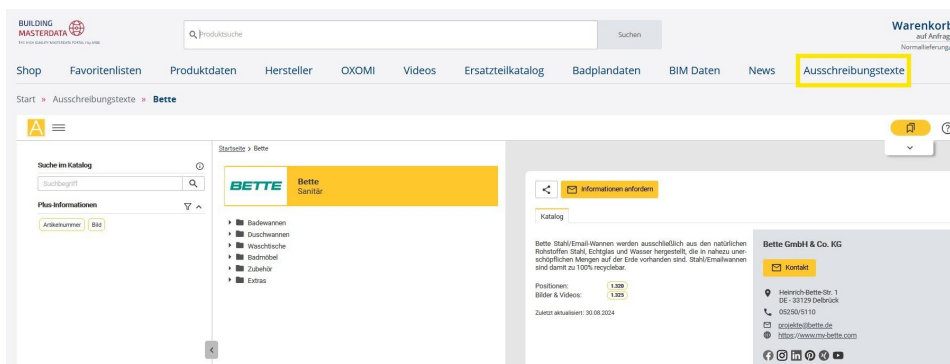 BUILDING
MASTERDATA
Produktsuche
Suchen
Warenkorb
auf Anfrag
Normallieferung
Shop Favoritenlisten Produktdaten Hersteller OXOMI Videos Ersatzteilkatalog Badplandaten BIM Daten News Ausschreibungstexte
Start » Ausschreibungstexte » Bette
A
Startseite > Bette
Suche im Katalog
Suchbegriff
Plus-Informationen
Artikelnummer Bild
BETTE
Bette
Sanitär
Badewannen
Duschwannen
Waschtische
Badmöbel
Zubehör
Extras
Informationen anfordern
Katalog
Bette Stahl/Email-Wannen werden ausschließlich aus den natürlichen
Rohstoffen Stahl, Echtglas und Wasser hergestellt, die in nahezu uner-
schöpflichen Mengen auf der Erde vorhanden sind. Stahl/Emailwannen
sind damit zu 100% recyclebar.
Positionen: 1.320
Bilder & Videos: 1.325
Zuletzt aktualisiert: 30.08.2024
Bette GmbH & Co. KG
Kontakt
Heinrich-Bette-Str. 1
DE - 33129 Delbrück
05250/5110
projekte@bette.de
https://www.my-bette.com